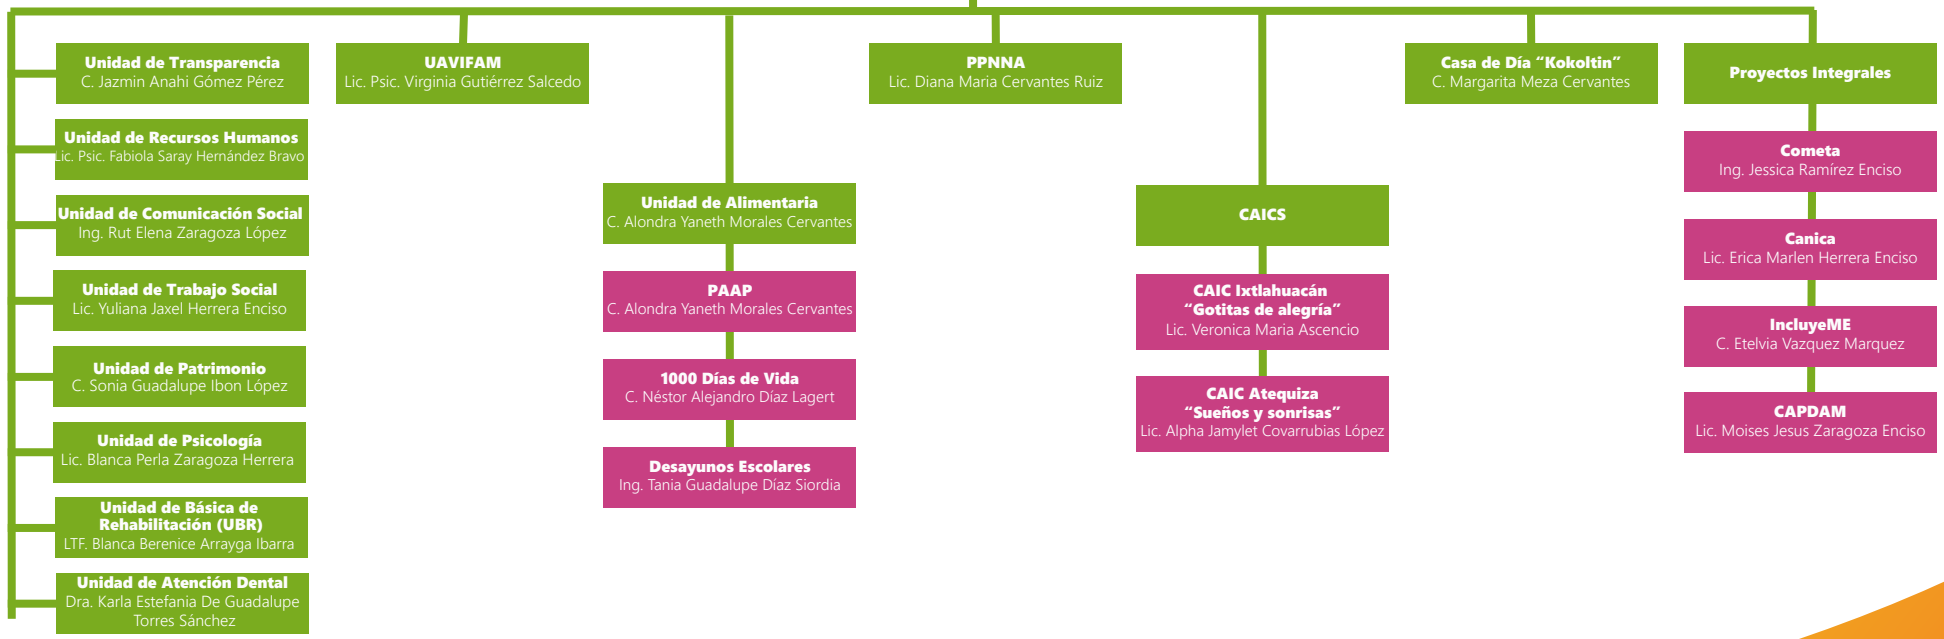 Unidad de Transparencia
C. Jazmin Anahi Gómez Pérez
Unidad de Recursos Humanos
Lic. Psic. Fabiola Saray Hernández Bravo
Unidad de Comunicación Social
Ing. Rut Elena Zaragoza López
Unidad de Trabajo Social
Lic. Yuliana Jaxel Herrera Enciso
Unidad de Patrimonio
C. Sonia Guadalupe Ibon López
Unidad de Psicología
Lic. Blanca Perla Zaragoza Herrera
Unidad de Básica de
Rehabilitación (UBR)
LTF. Blanca Berenice Arrayga Ibarra
Unidad de Atención Dental
Dra. Karla Estefania De Guadalupe
Torres Sánchez
UAVIFAM
Lic. Psic. Virginia Gutiérrez Salcedo
Unidad de Alimentaria
C. Alondra Yaneth Morales Cervantes
PAAP
C. Alondra Yaneth Morales Cervantes
1000 Días de Vida
C. Néstor Alejandro Díaz Lagert
Desayunos Escolares
Ing. Tania Guadalupe Díaz Siordia
PPNNA
Lic. Diana Maria Cervantes Ruiz
CAICS
CAIC Ixtlahuacán
“Gotitas de alegría”
Lic. Veronica Maria Ascencio
CAIC Atequiza
“Sueños y sonrisas”
Lic. Alpha Jamylet Covarrubias López
Casa de Día “Kokoltin”
C. Margarita Meza Cervantes
Proyectos Integrales
Cometa
Ing. Jessica Ramírez Enciso
Canica
Lic. Erica Marlen Herrera Enciso
IncluyeME
C. Etelvia Vazquez Marquez
CAPDAM
Lic. Moises Jesus Zaragoza Enciso